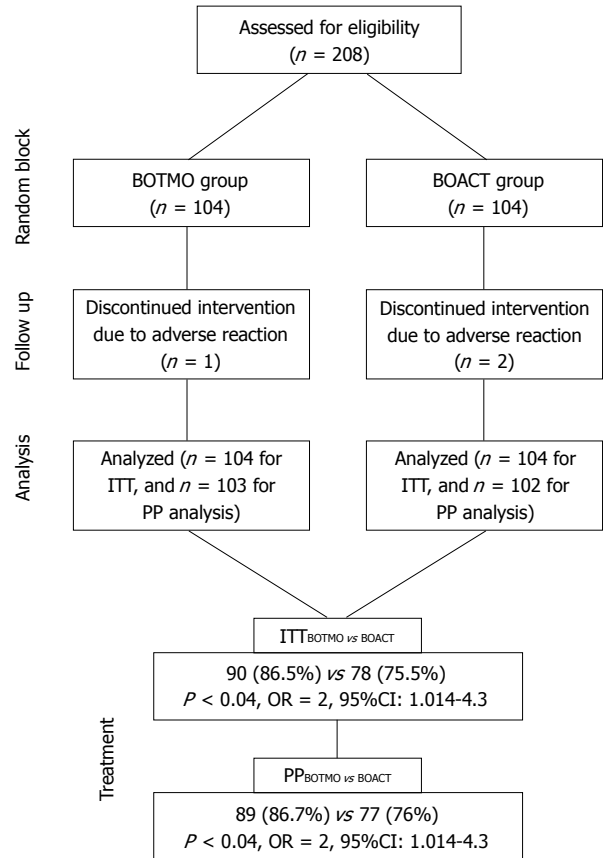 Assessed for eligibility
(n = 208)
Random block
BOTMO group
(n = 104)
BOACT group
(n = 104)
Follow up
Discontinued intervention
due to adverse reaction
(n = 1)
Discontinued intervention
due to adverse reaction
(n = 2)
Analysis
Analyzed (n = 104 for
ITT, and n = 103 for
PP analysis)
Analyzed (n = 104 for
ITT, and n = 102 for
PP analysis)
Treatment
ITT BOTMO vs BOACT
90 (86.5%) vs 78 (75.5%)
P < 0.04, OR = 2, 95%CI: 1.014-4.3
PP BOTMO vs BOACT
89 (86.7%) vs 77 (76%)
P < 0.04, OR = 2, 95%CI: 1.014-4.3